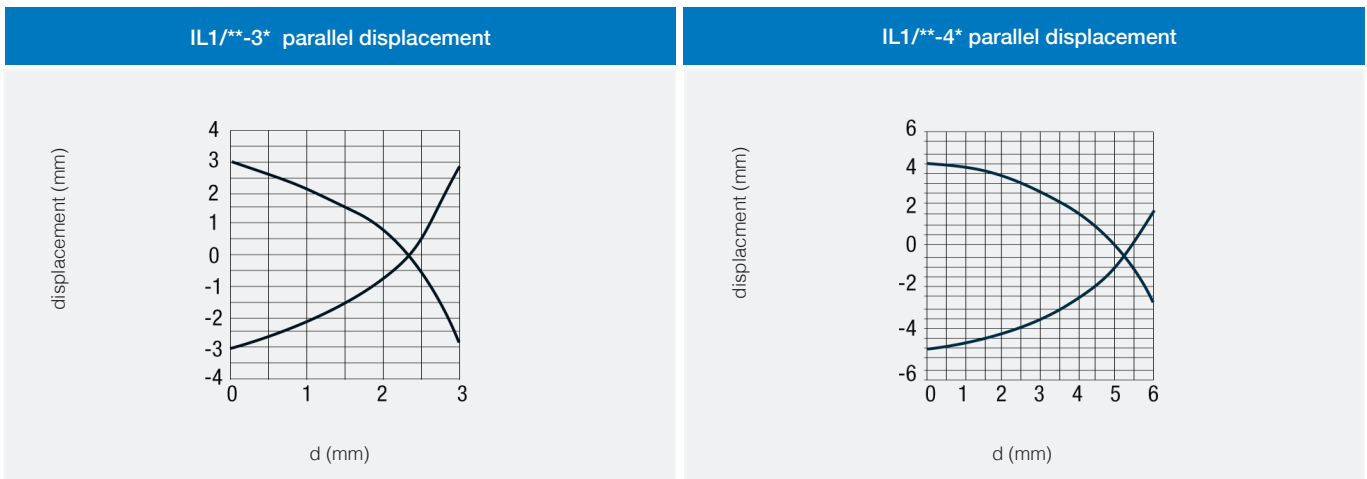 IL1/**-3* parallel displacement
displacement (mm)
4
3
2
1
0
-1
-2
-3
-4
0 1 2 3
d (mm)
IL1/**-4* parallel displacement
displacment (mm)
6
4
2
0
-2
-4
-6
0 1 2 3 4 5 6
d (mm)